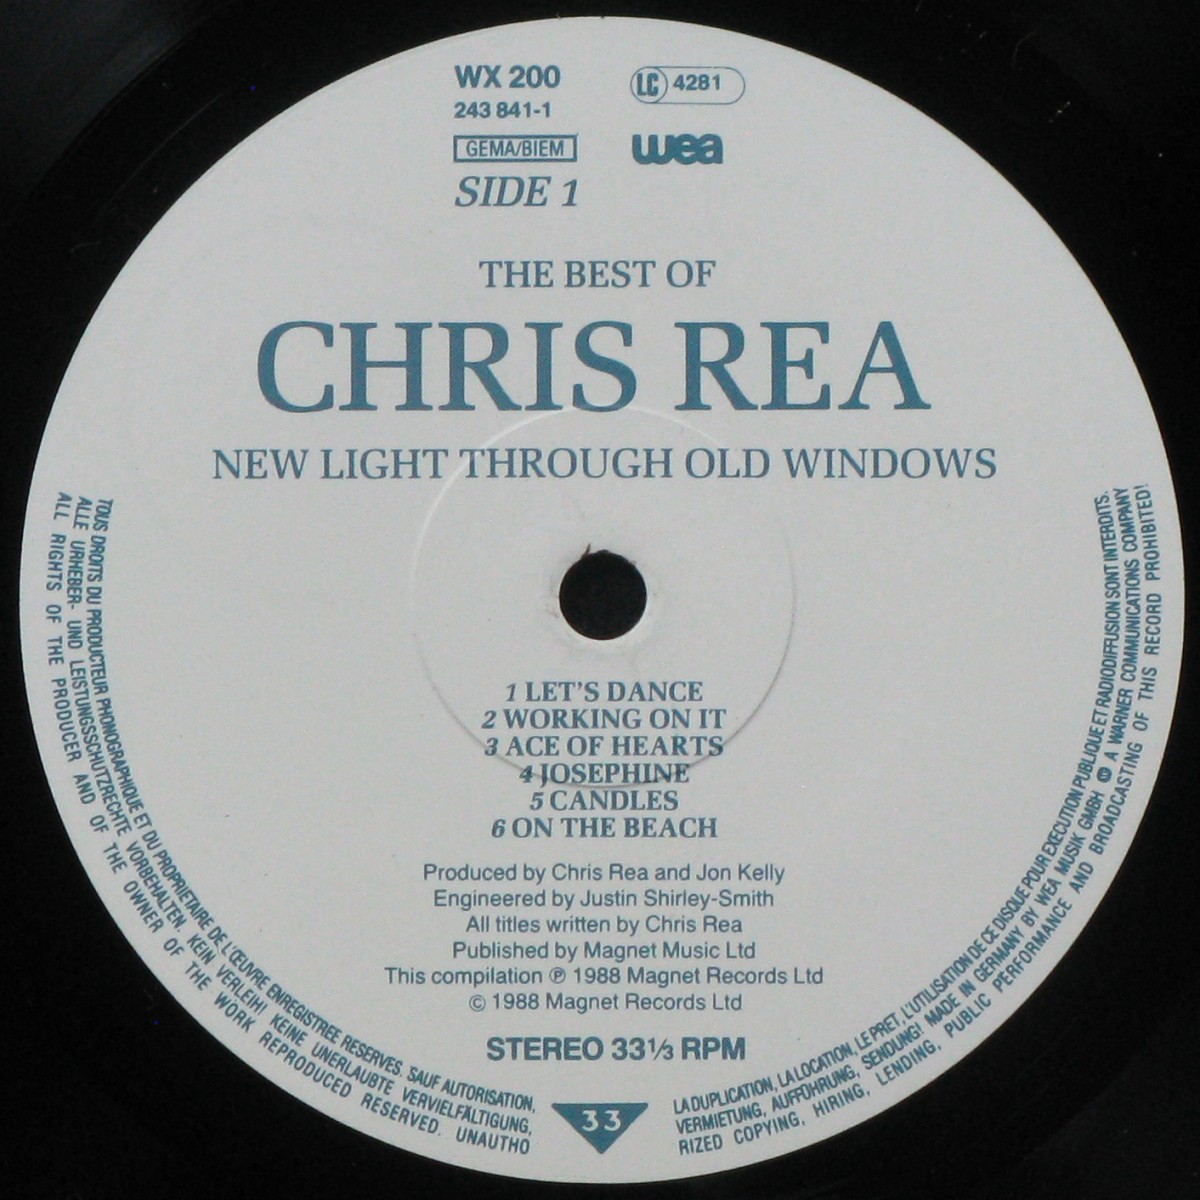 WX 200
243 841-1
GEMA/BIEM
SIDE 1
LC 4281
wea
THE BEST OF
CHRIS REA
NEW LIGHT THROUGH OLD WINDOWS
1 LET'S DANCE
2 WORKING ON IT
3 ACE OF HEARTS
4 JOSEPHINE
5 CANDLES
6 ON THE BEACH
Produced by Chris Rea and Jon Kelly
Engineered by Justin Shirley-Smith
All titles written by Chris Rea
Published by Magnet Music Ltd
This compilation ℗ 1988 Magnet Records Ltd
© 1988 Magnet Records Ltd
STEREO 33⅓ RPM
33
TOUS DROITS DU PRODUCTEUR PHONOGRAPHIQUE ET DU PROPRIETAIRE DE L'ŒUVRE ENREGISTREE RESERVES. SAUF AUTORISATION, LA DUPLICATION, LA LOCATION, LE PRET, L'UTILISATION DE CE DISQUE POUR EXECUTION PUBLIQUE ET RADIODIFFUSION SONT INTERDITS.
ALLE URHEBER- UND LEISTUNGSSCHUTZRECHTE VORBEHALTEN. KEIN VERLEIH! KEINE UNERLAUBTE VERVIELFÄLTIGUNG, VERMIETUNG, AUFFÜHRUNG, SENDUNG! MADE IN GERMANY BY WEA MUSIK GMBH A WARNER COMMUNICATIONS COMPANY
ALL RIGHTS OF THE PRODUCER AND OF THE OWNER OF THE WORK REPRODUCED RESERVED. UNAUTHORIZED COPYING, HIRING, LENDING, PUBLIC PERFORMANCE AND BROADCASTING OF THIS RECORD PROHIBITED!